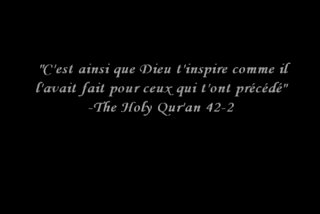 "C'est ainsi que Dieu t'inspire comme il
l'avait fait pour ceux qui t'ont précédé"
-The Holy Qur'an 42-2